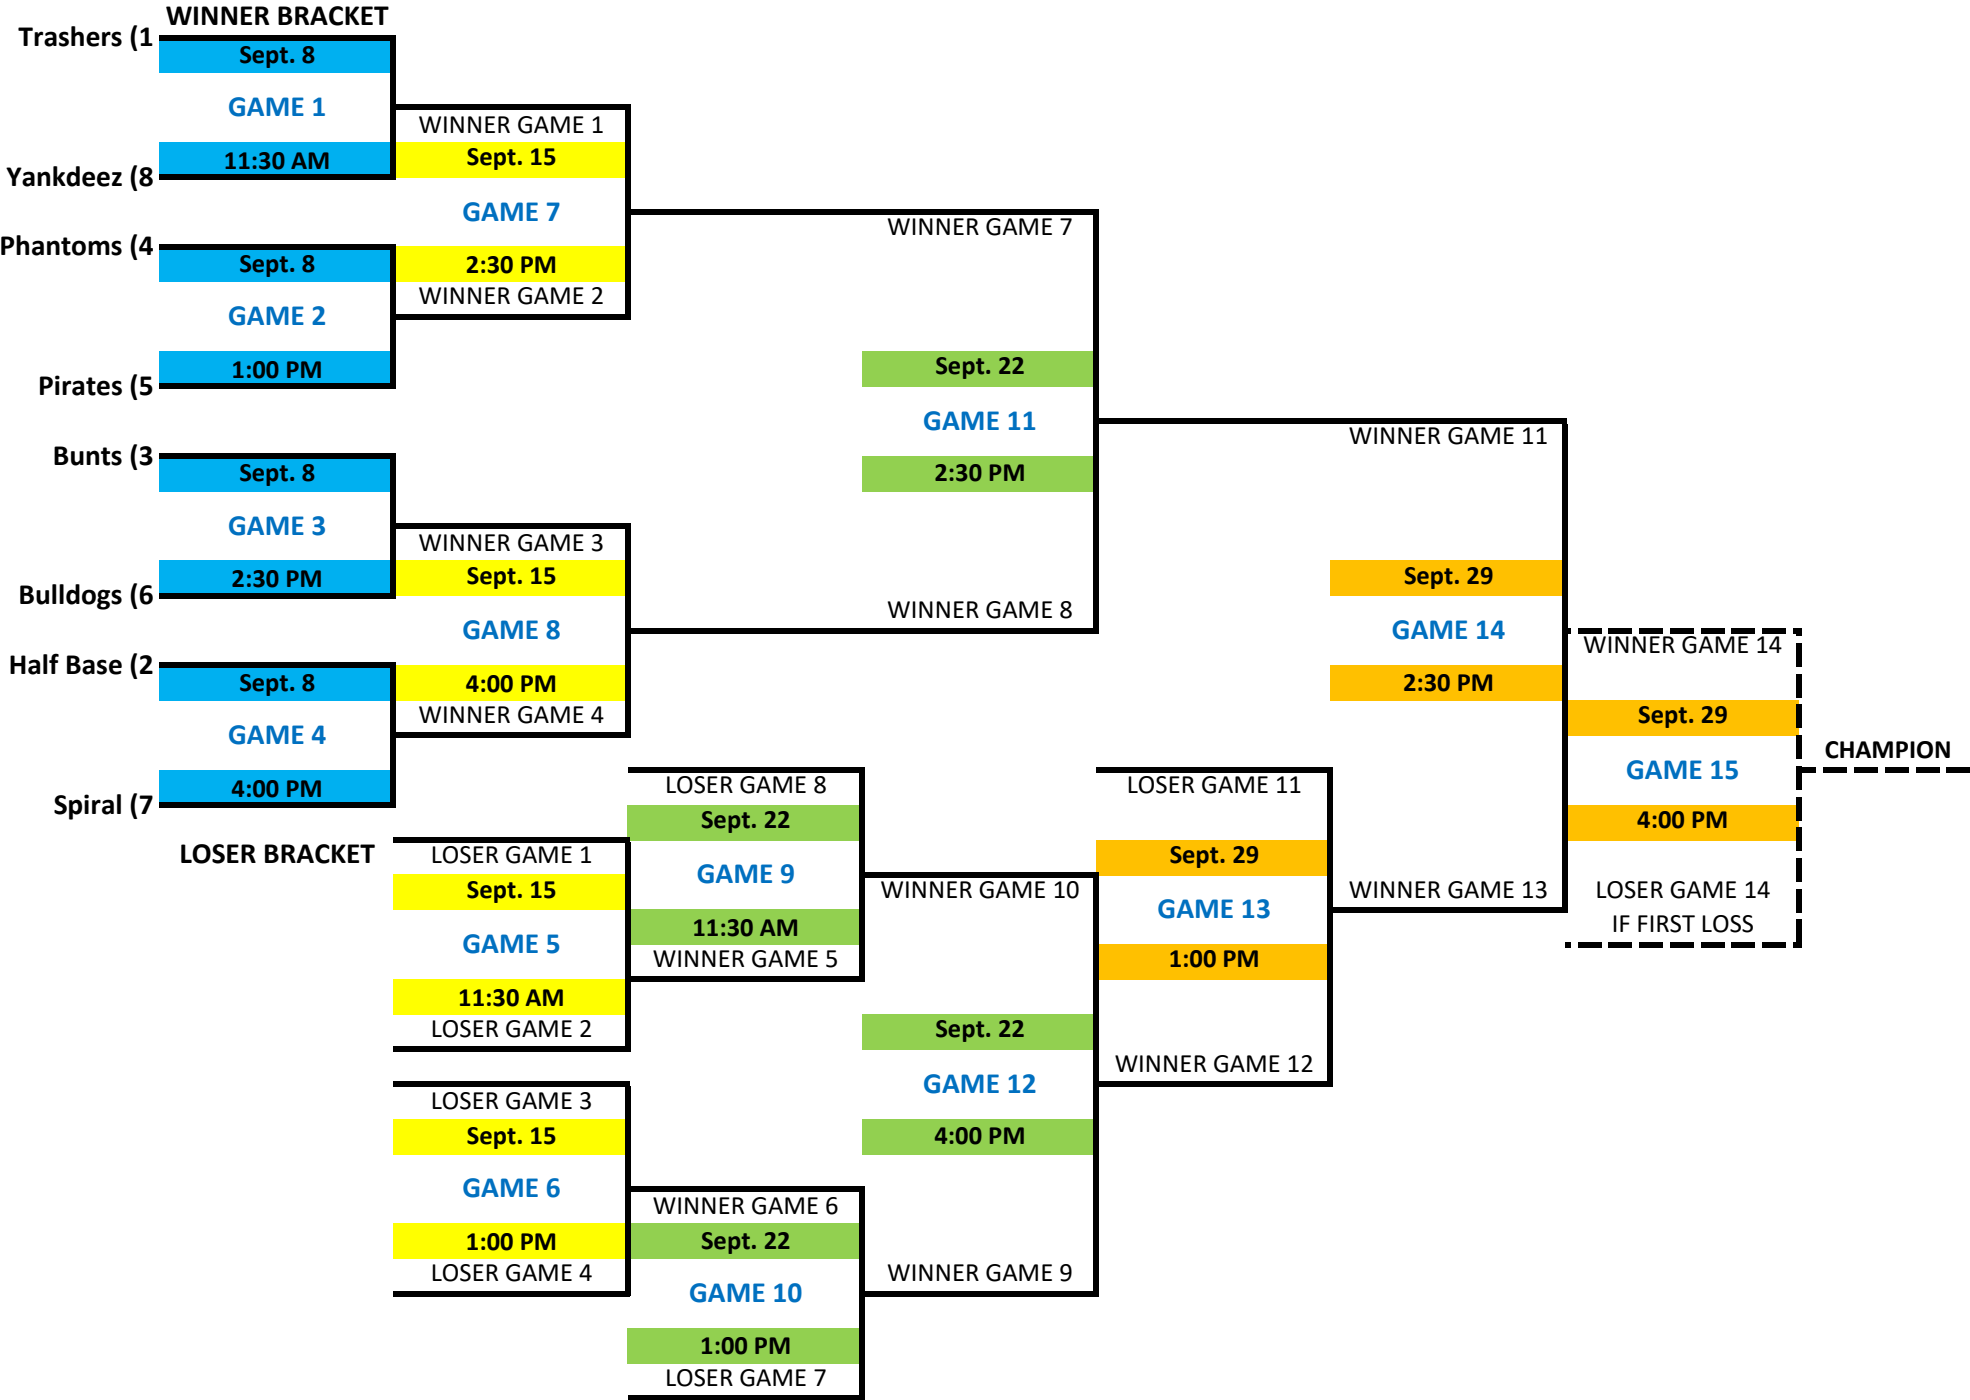 WINNER BRACKET
Trashers (1
Sept. 8
GAME 1
11:30 AM
Yankdeez (8
Phantoms (4
Sept. 8
GAME 2
1:00 PM
Pirates (5
Bunts (3
Sept. 8
GAME 3
2:30 PM
Bulldogs (6
Half Base (2
Sept. 8
GAME 4
4:00 PM
Spiral (7
WINNER GAME 1
Sept. 15
GAME 7
2:30 PM
WINNER GAME 2
WINNER GAME 3
Sept. 15
GAME 8
4:00 PM
WINNER GAME 4
WINNER GAME 7
Sept. 22
GAME 11
2:30 PM
WINNER GAME 8
WINNER GAME 11
Sept. 29
GAME 14
2:30 PM
WINNER GAME 13
WINNER GAME 14
Sept. 29
GAME 15
4:00 PM
LOSER GAME 14
IF FIRST LOSS
CHAMPION
LOSER BRACKET
LOSER GAME 1
Sept. 15
GAME 5
11:30 AM
LOSER GAME 2
LOSER GAME 3
Sept. 15
GAME 6
1:00 PM
LOSER GAME 4
LOSER GAME 8
Sept. 22
GAME 9
11:30 AM
WINNER GAME 5
WINNER GAME 6
Sept. 22
GAME 10
1:00 PM
LOSER GAME 7
WINNER GAME 10
Sept. 22
GAME 12
4:00 PM
WINNER GAME 9
LOSER GAME 11
Sept. 29
GAME 13
1:00 PM
WINNER GAME 12